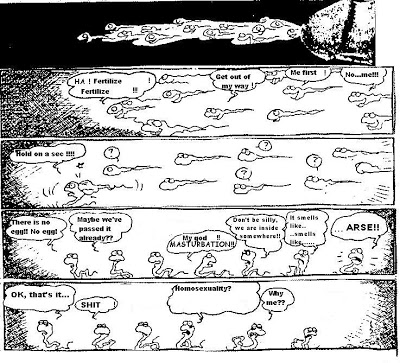 HA ! Fertilize !
Fertilize !!!
Get out of
my way !
Me first !
No...me!!!
Hold on a sec !!!!
?
?
?
?
?
There is no
egg!! No egg!
Maybe we've
passed it
already??
My god !!
MASTURBATION!!
Don't be silly,
we are inside
somewhere!!
It smells
like..
..smells
like......
ARSE!!
OK, that's it...
SHIT !
Homosexuality?
Why
me??